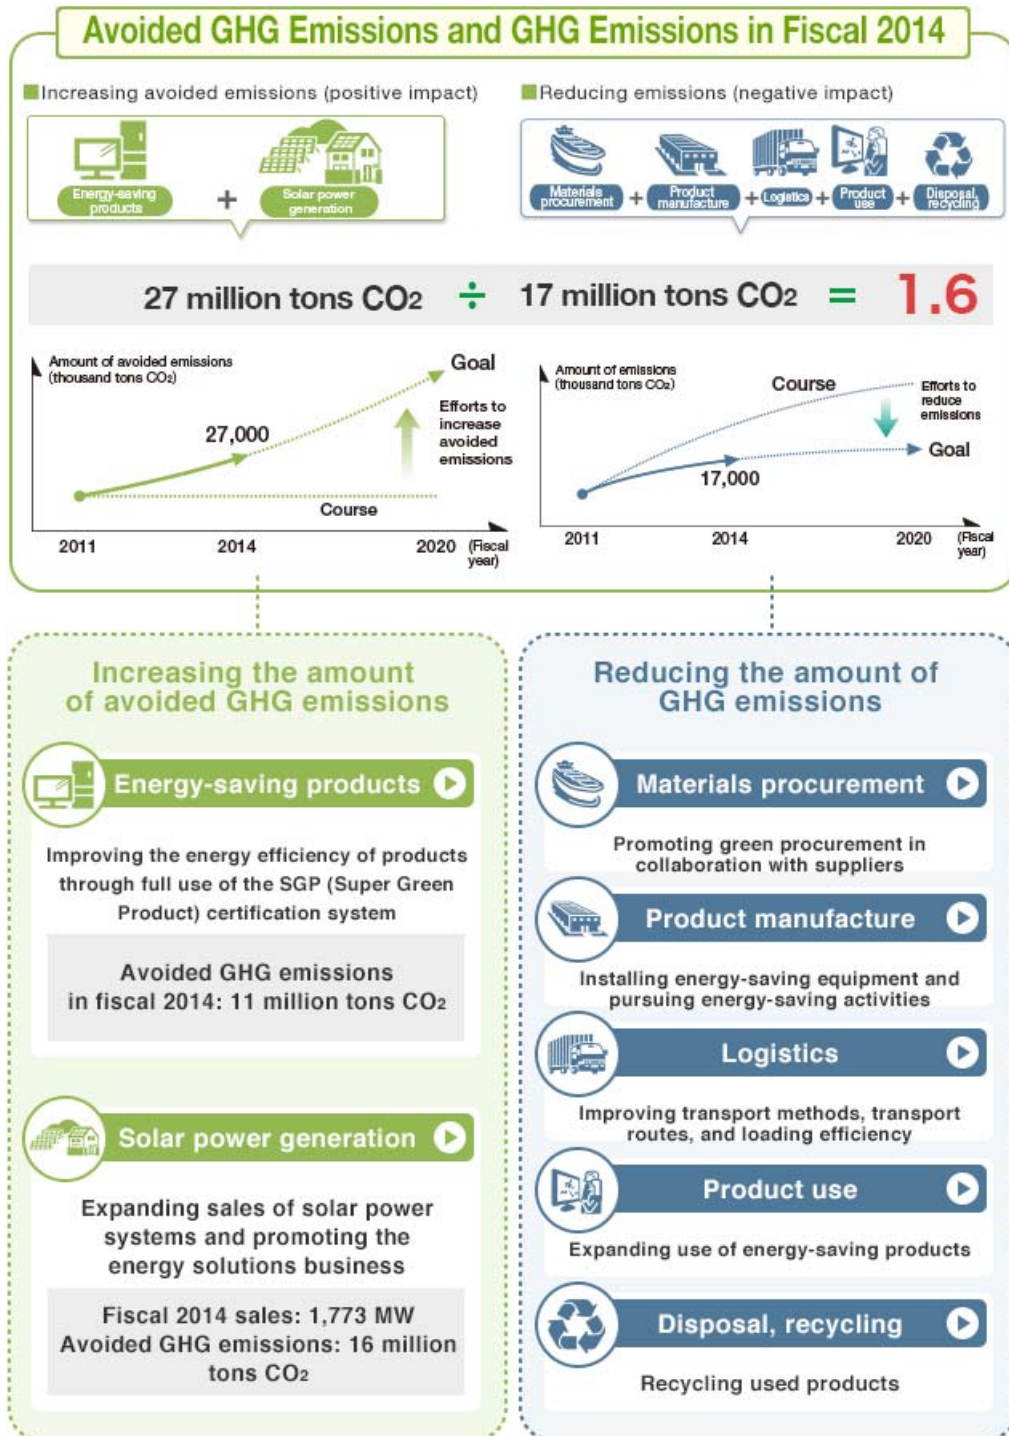 Avoided GHG Emissions and GHG Emissions in Fiscal 2014
Increasing avoided emissions (positive impact)
Energy-saving
products
+
Solar power
generation
Reducing emissions (negative impact)
Materials
procurement
+
Product
manufacture
+
Logistics
+
Product
use
+
Disposal,
recycling
27 million tons CO2 ÷ 17 million tons CO2 = 1.6
Amount of avoided emissions
(thousand tons CO2)
Goal
27,000
Efforts to
increase
avoided
emissions
Course
2011
2014
2020
(Fiscal
year)
Amount of emissions
(thousand tons CO2)
Course
Efforts to
reduce
emissions
Goal
17,000
2011
2014
2020
(Fiscal
year)
Increasing the amount
of avoided GHG emissions
Energy-saving products
Improving the energy efficiency of products
through full use of the SGP (Super Green
Product) certification system
Avoided GHG emissions
in fiscal 2014: 11 million tons CO2
Solar power generation
Expanding sales of solar power
systems and promoting the
energy solutions business
Fiscal 2014 sales: 1,773 MW
Avoided GHG emissions: 16 million
tons CO2
Reducing the amount of
GHG emissions
Materials procurement
Promoting green procurement in
collaboration with suppliers
Product manufacture
Installing energy-saving equipment and
pursuing energy-saving activities
Logistics
Improving transport methods, transport
routes, and loading efficiency
Product use
Expanding use of energy-saving products
Disposal, recycling
Recycling used products